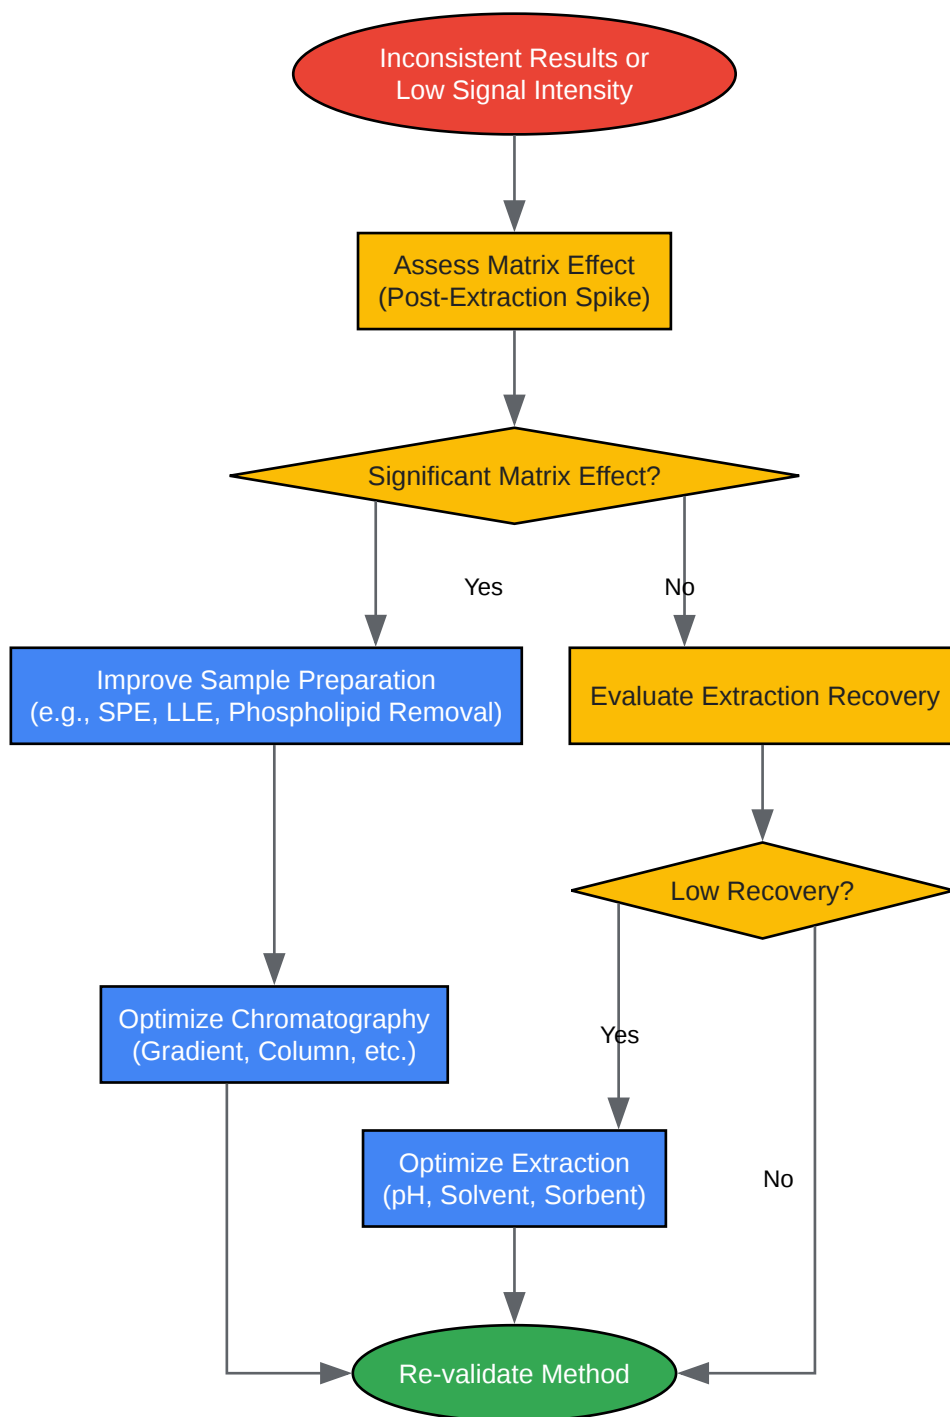 Inconsistent Results or
Low Signal Intensity
Assess Matrix Effect
(Post-Extraction Spike)
Significant Matrix Effect?
Yes
No
Improve Sample Preparation
(e.g., SPE, LLE, Phospholipid Removal)
Evaluate Extraction Recovery
Low Recovery?
Optimize Chromatography
(Gradient, Column, etc.)
Yes
Optimize Extraction
(pH, Solvent, Sorbent)
No
Re-validate Method